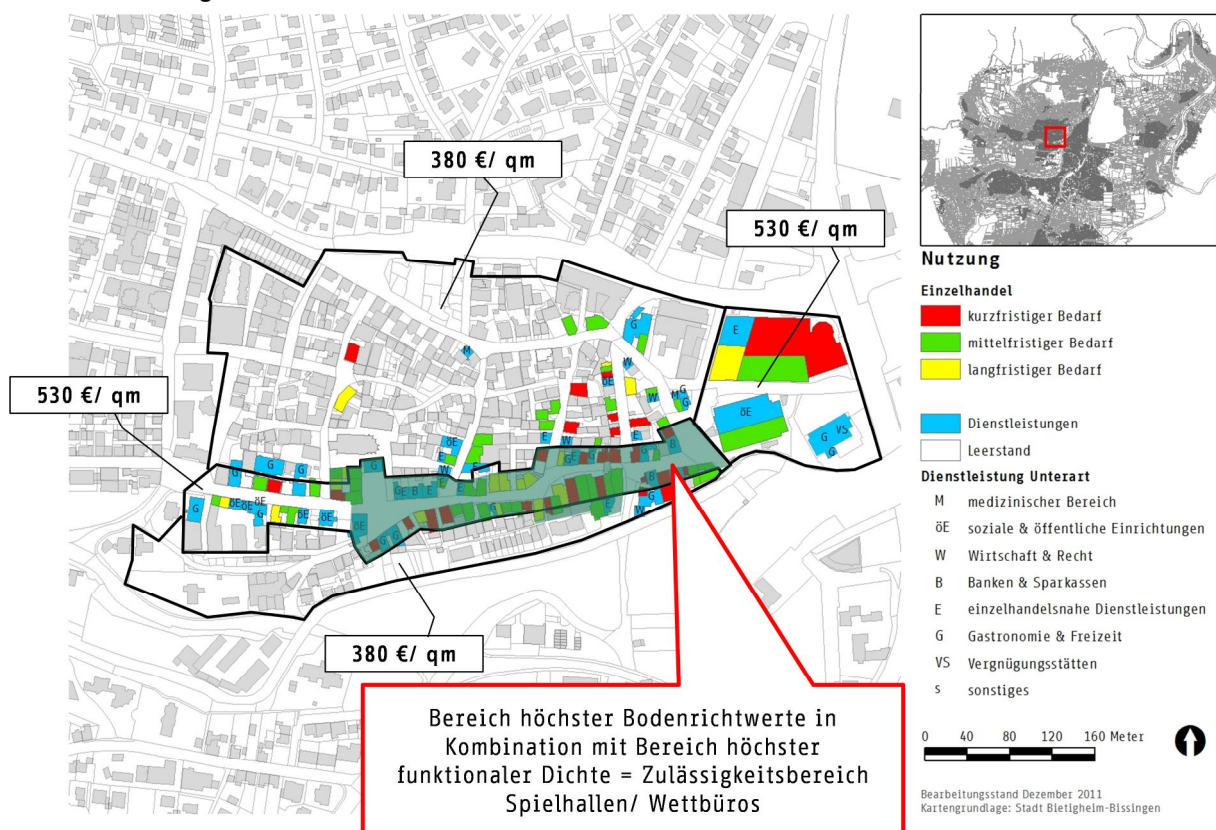 380 €/ qm
530 €/ qm
530 €/ qm
380 €/ qm
Bereich höchster Bodenrichtwerte in
Kombination mit Bereich höchster
funktionaler Dichte = Zulässigkeitsbereich
Spielhallen/ Wettbüros
Nutzung
Einzelhandel
kurzfristiger Bedarf
mittelfristiger Bedarf
langfristiger Bedarf
Dienstleistungen
Leerstand
Dienstleistung Unterart
M medizinischer Bereich
öE soziale & öffentliche Einrichtungen
W Wirtschaft & Recht
B Banken & Sparkassen
E einzelhandelsnahe Dienstleistungen
G Gastronomie & Freizeit
VS Vergnügungsstätten
s sonstiges
0 40 80 120 160 Meter
Bearbeitungsstand Dezember 2011
Kartengrundlage: Stadt Bietigheim-Bissingen